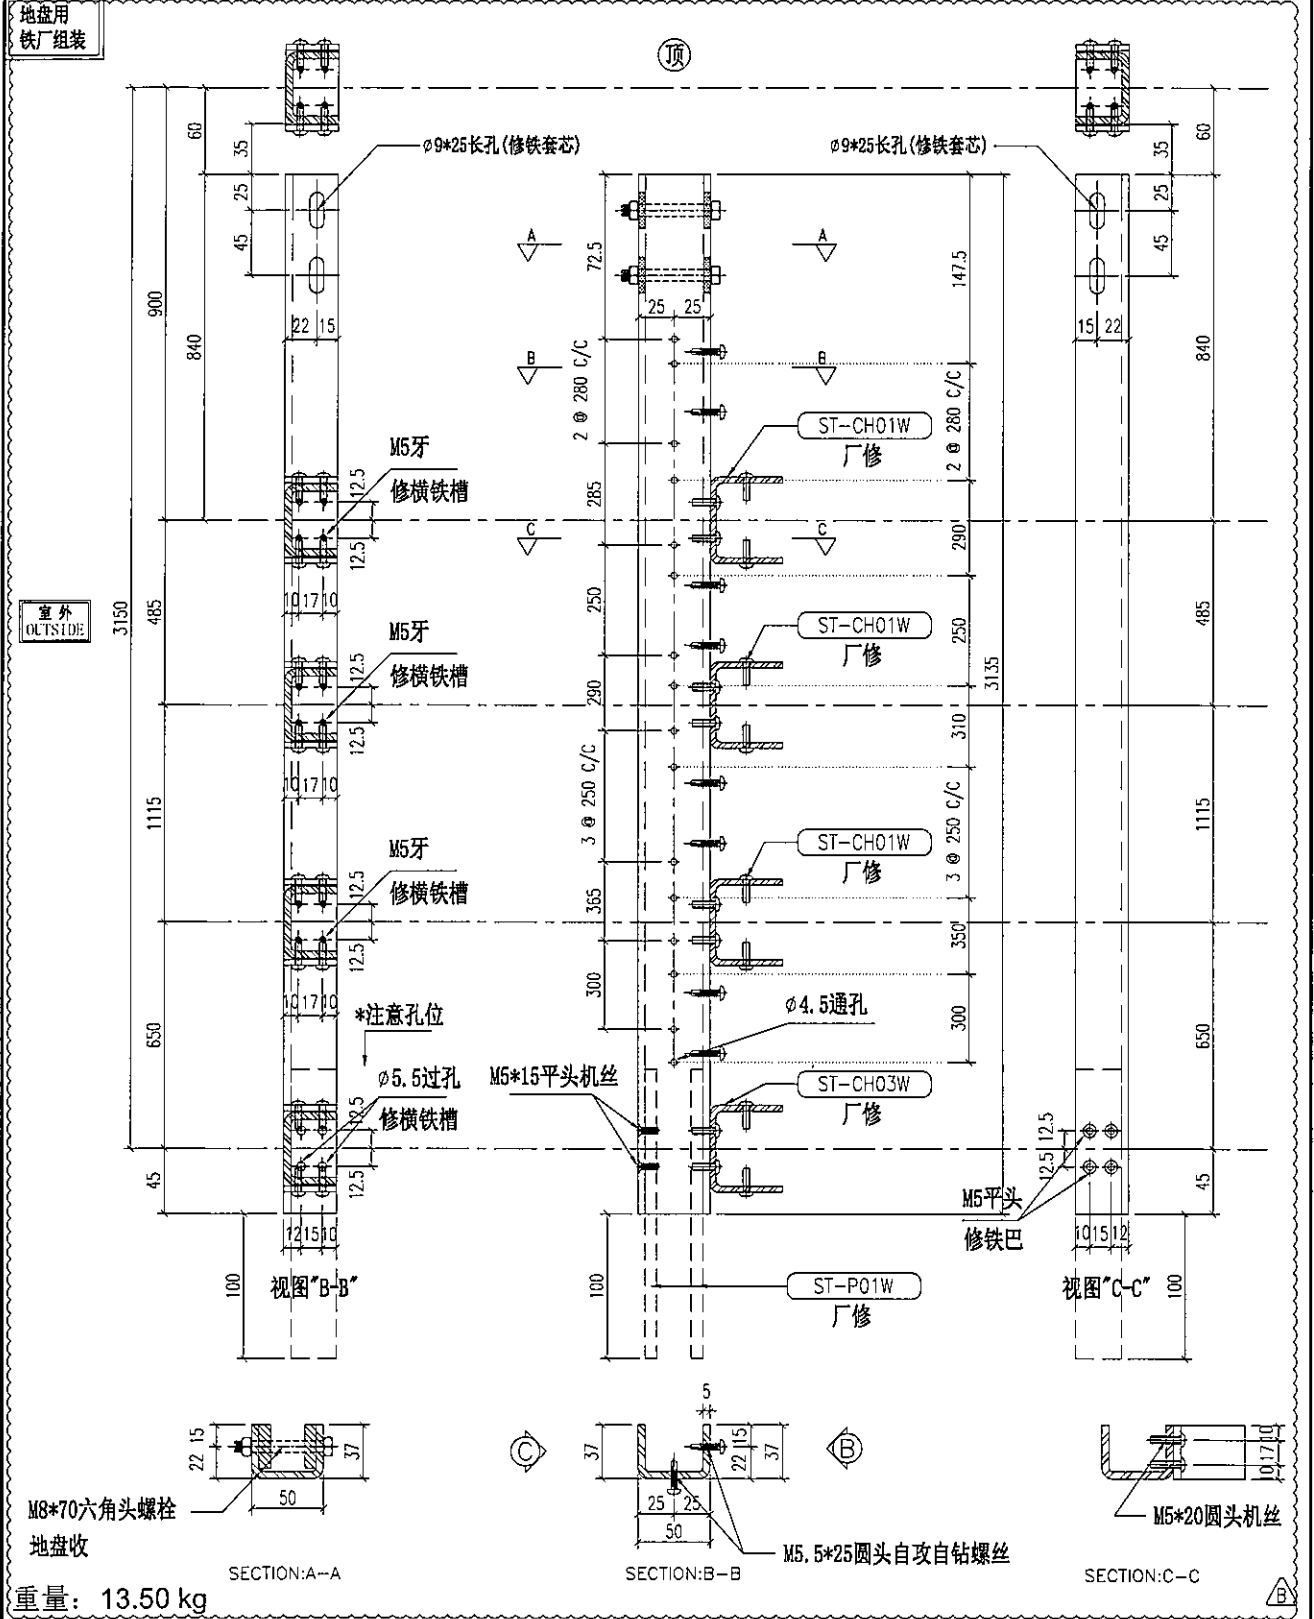 地盘用
铁厂组装
顶
60
35
25
45
900
840
ø9*25长孔(修铁套芯)
ø9*25长孔(修铁套芯)
60
35
25
45
840
22 15
A
A
72.5
147.5
25 25
15 22
B
B
2 @ 280 C/C
2 @ 280 C/C
ST-CH01W
厂修
M5牙
修横铁槽
12.5
12.5
285
290
C
C
10 17 10
室外
OUTSIDE
3150
485
250
250
485
ST-CH01W
厂修
3135
M5牙
修横铁槽
12.5
12.5
290
310
10 17 10
1115
3 @ 250 C/C
3 @ 250 C/C
1115
ST-CH01W
厂修
M5牙
修横铁槽
12.5
12.5
365
350
10 17 10
*注意孔位
300
300
ø4.5通孔
650
650
ø5.5过孔
修横铁槽
M5*15平头机丝
ST-CH03W
厂修
12.5
12.5
12.5
12.5
45
45
M5平头
修铁巴
12 15 10
10 15 12
100
100
100
视图"B-B"
ST-P01W
厂修
视图"C-C"
22 15
37
50
M8*70六角头螺栓
地盘收
SECTION:A-A
C
5
37
22 15
37
25 25
50
B
M5.5*25圆头自攻自钻螺丝
SECTION:B-B
10 17 10
M5*20圆头机丝
SECTION:C-C
重量：13.50 kg
B